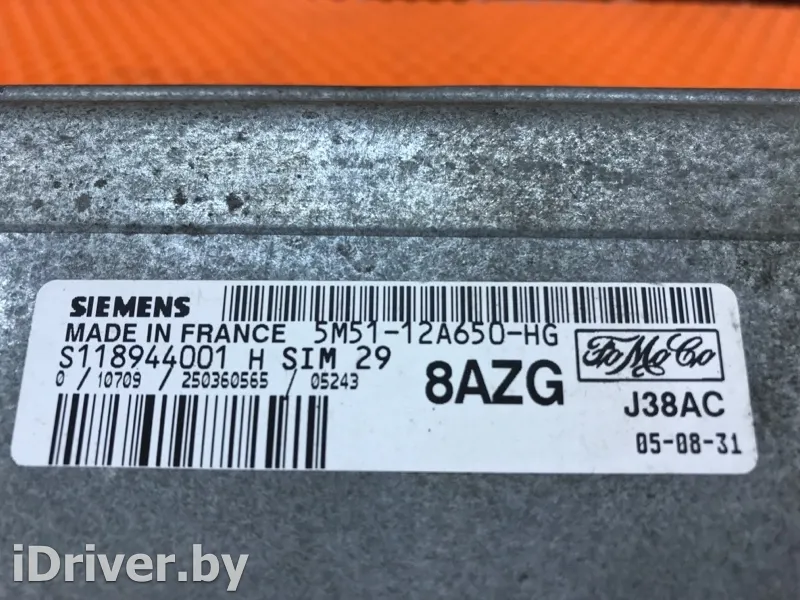 SIEMENS
MADE IN FRANCE 5M51-12A650-HG
S118944001 H SIM 29
0 / 10709 / 250360565 / 05243
8AZG
FoMoCo
J38AC
05-08-31
iDriver.by